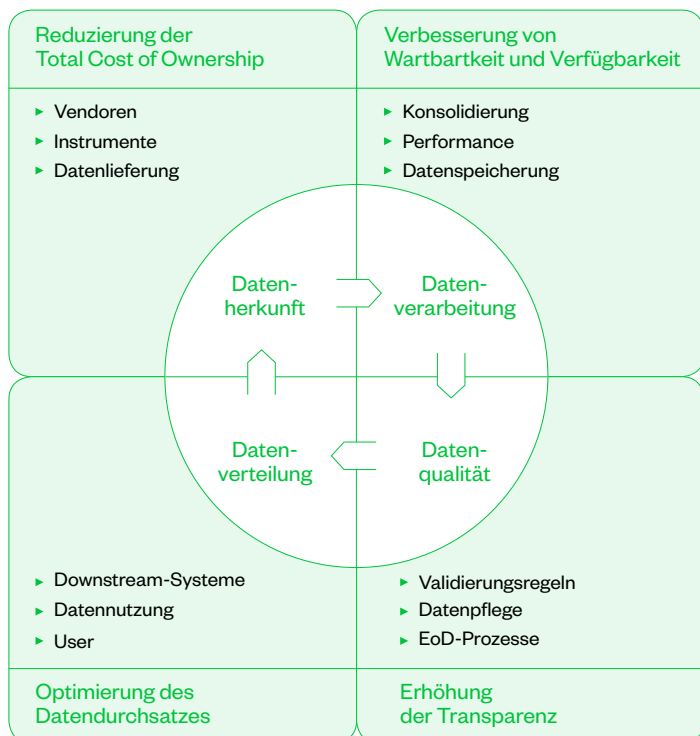 Reduzierung der
Total Cost of Ownership
Verbesserung von
Wartbartkeit und Verfügbarkeit
Vendoren
Instrumente
Datenlieferung
Konsolidierung
Performance
Datenspeicherung
Daten-
herkunft
Daten-
verarbeitung
Daten-
verteilung
Daten-
qualität
Downstream-Systeme
Datennutzung
User
Validierungsregeln
Datenpflege
EoD-Prozesse
Optimierung des
Datendurchsatzes
Erhöhung
der Transparenz